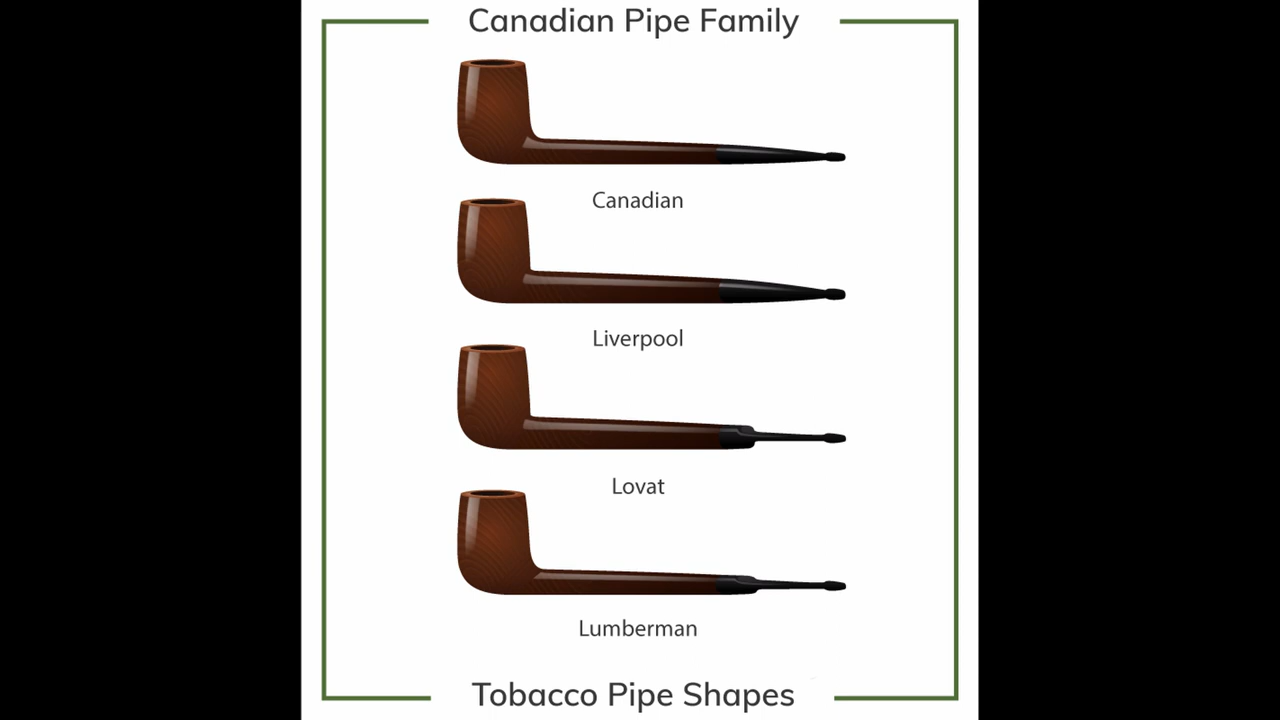 Canadian Pipe Family
Canadian
Liverpool
Lovat
Lumberman
Tobacco Pipe Shapes